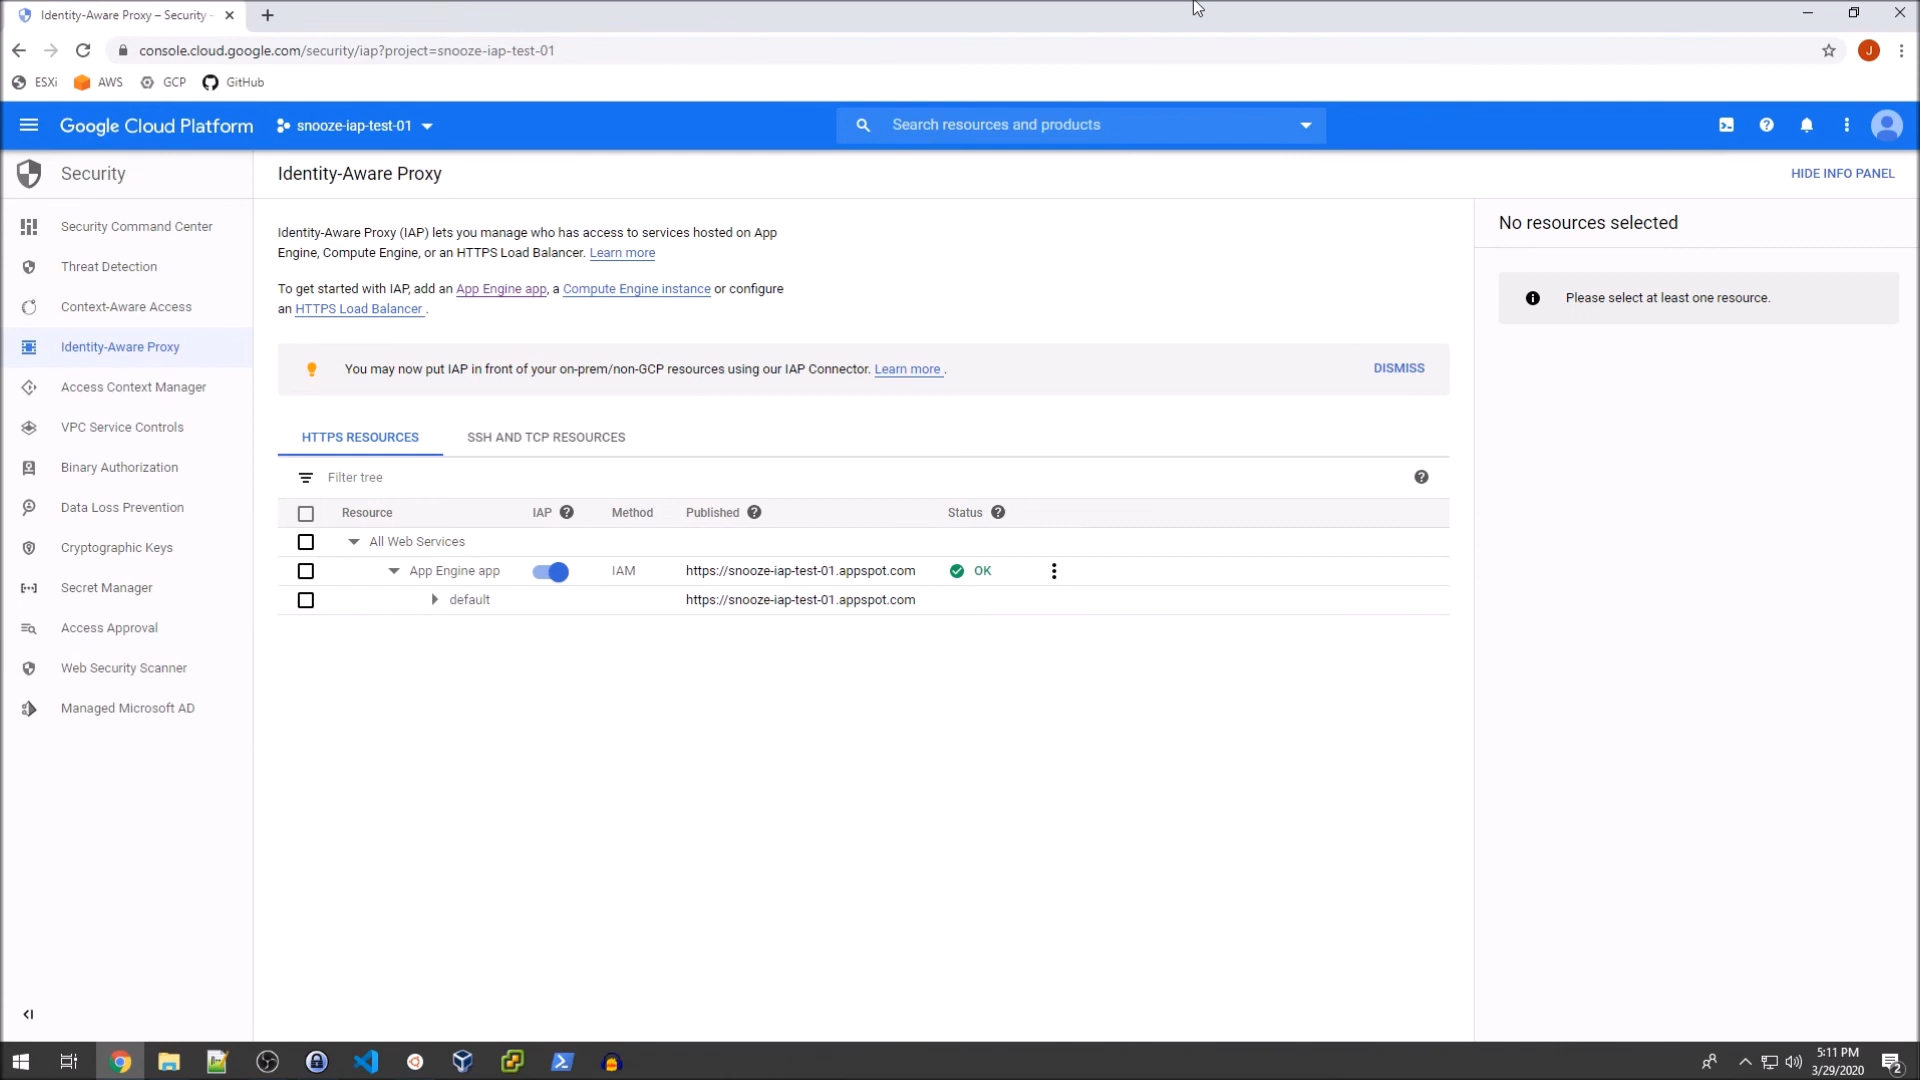 Identity-Aware Proxy – Security -
console.cloud.google.com/security/iap?project=snooze-iap-test-01
J
ESXi AWS GCP GitHub
Google Cloud Platform snooze-iap-test-01 Search resources and products
Security
Identity-Aware Proxy
HIDE INFO PANEL
Security Command Center
Threat Detection
Context-Aware Access
Identity-Aware Proxy
Access Context Manager
VPC Service Controls
Binary Authorization
Data Loss Prevention
Cryptographic Keys
Secret Manager
Access Approval
Web Security Scanner
Managed Microsoft AD
Identity-Aware Proxy (IAP) lets you manage who has access to services hosted on App
Engine, Compute Engine, or an HTTPS Load Balancer. Learn more
To get started with IAP, add an App Engine app, a Compute Engine instance or configure
an HTTPS Load Balancer .
You may now put IAP in front of your on-prem/non-GCP resources using our IAP Connector. Learn more . DISMISS
HTTPS RESOURCES SSH AND TCP RESOURCES
Filter tree
Resource IAP Method Published Status
All Web Services
App Engine app IAM https://snooze-iap-test-01.appspot.com OK
default https://snooze-iap-test-01.appspot.com
No resources selected
Please select at least one resource.
5:11 PM
3/29/2020
2